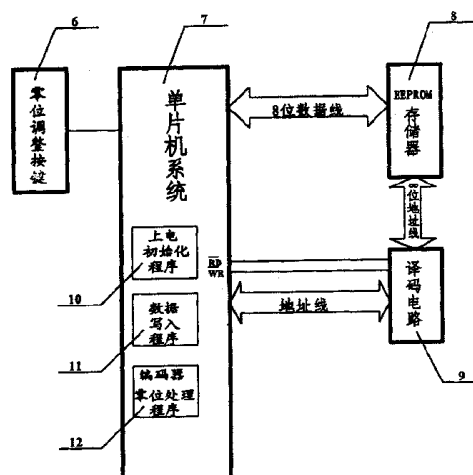 6
7
8
零位调整按键
单片机系统
EEPROM
存储器
8位数据线
8位地址线
上电
初始化
程序
RD
WR
译码电路
10
地址线
数据
写入
程序
11
9
编码器
零位处理
程序
12